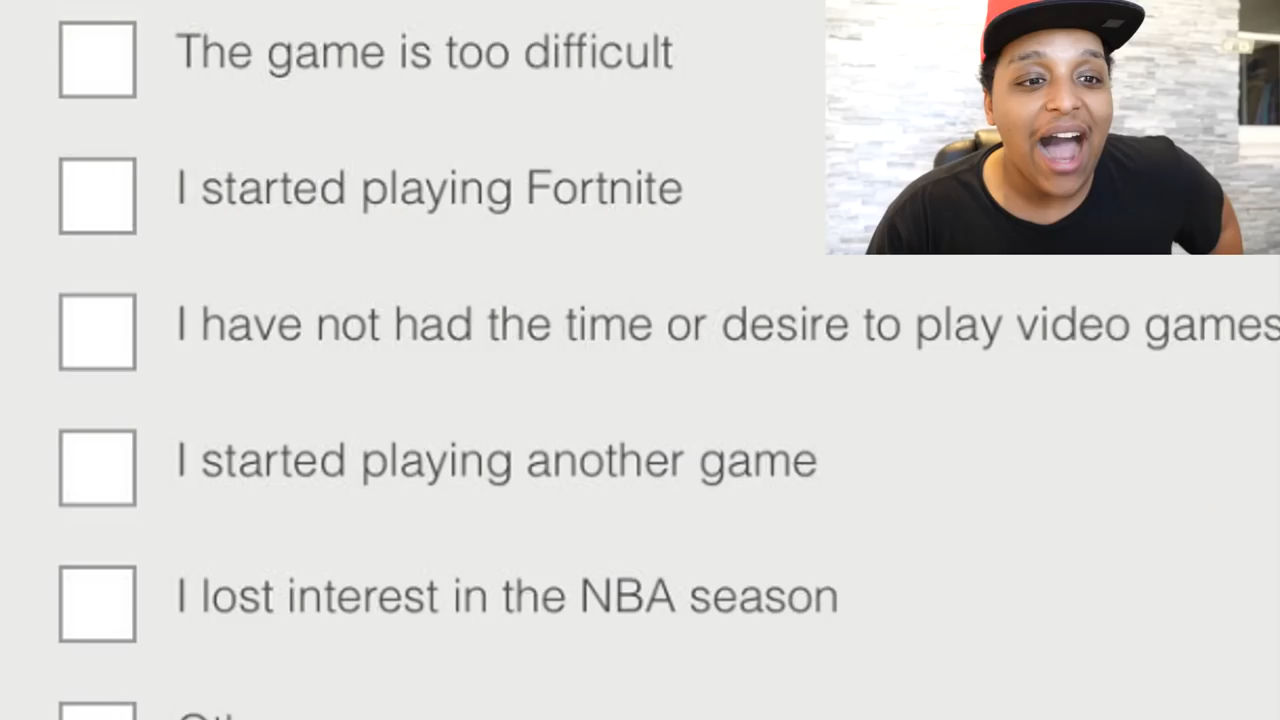 The game is too difficult
I started playing Fortnite
I have not had the time or desire to play video games
I started playing another game
I lost interest in the NBA season